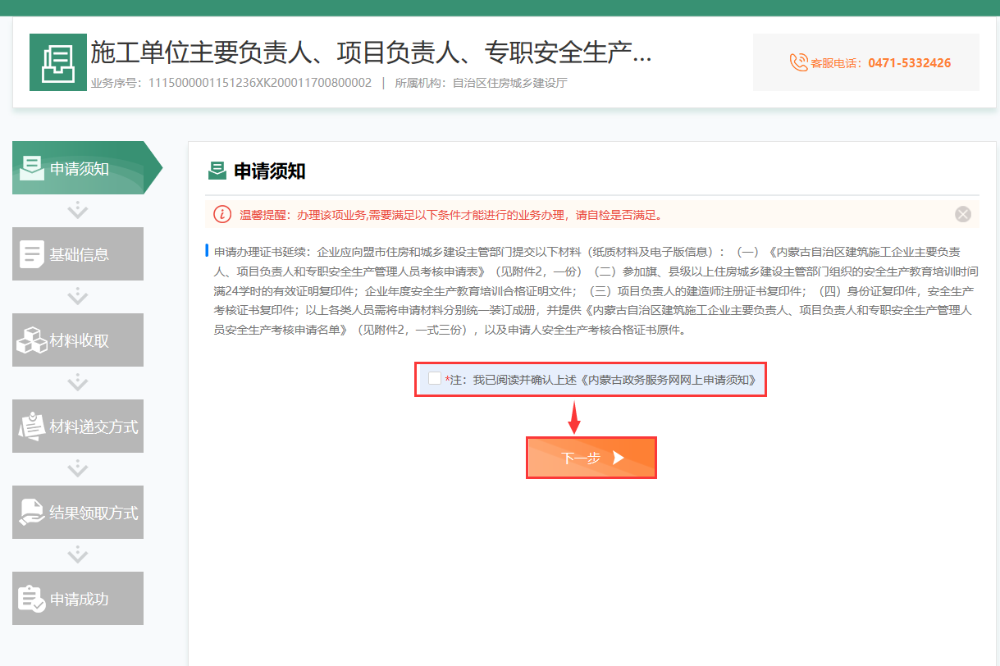 施工单位主要负责人、项目负责人、专职安全生产...
业务序号：1115000001151236XK200011700800002 | 所属机构：自治区住房城乡建设厅
客服电话：0471-5332426
申请须知
基础信息
材料收取
材料递交方式
结果领取方式
申请成功
申请须知
温馨提醒：办理该项业务,需要满足以下条件才能进行的业务办理，请自检是否满足。
申请办理证书延续：企业应向盟市住房和城乡建设主管部门提交以下材料（纸质材料及电子版信息）：（一）《内蒙古自治区建筑施工企业主要负责
人、项目负责人和专职安全生产管理人员考核申请表》（见附件2，一份）（二）参加旗、县级以上住房城乡建设主管部门组织的安全生产教育培训时间
满24学时的有效证明复印件；企业年度安全生产教育培训合格证明文件；（三）项目负责人的建造师注册证书复印件；（四）身份证复印件，安全生产
考核证书复印件；以上各类人员需将申请材料分别统一装订成册，并提供《内蒙古自治区建筑施工企业主要负责人、项目负责人和专职安全生产管理人
员安全生产考核申请名单》（见附件2，一式三份），以及申请人安全生产考核合格证书原件。
*注：我已阅读并确认上述《内蒙古政务服务网网上申请须知》
下一步